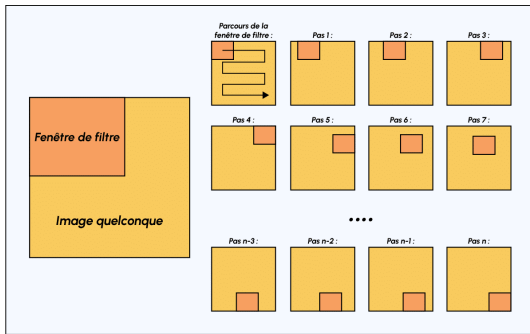 Parcours de la
fenêtre de filtre :
Pas 1 :
Pas 2 :
Pas 3 :
Fenêtre de filtre
Image quelconque
Pas 4 :
Pas 5 :
Pas 6 :
Pas 7 :
....
Pas n-3 :
Pas n-2 :
Pas n-1 :
Pas n :